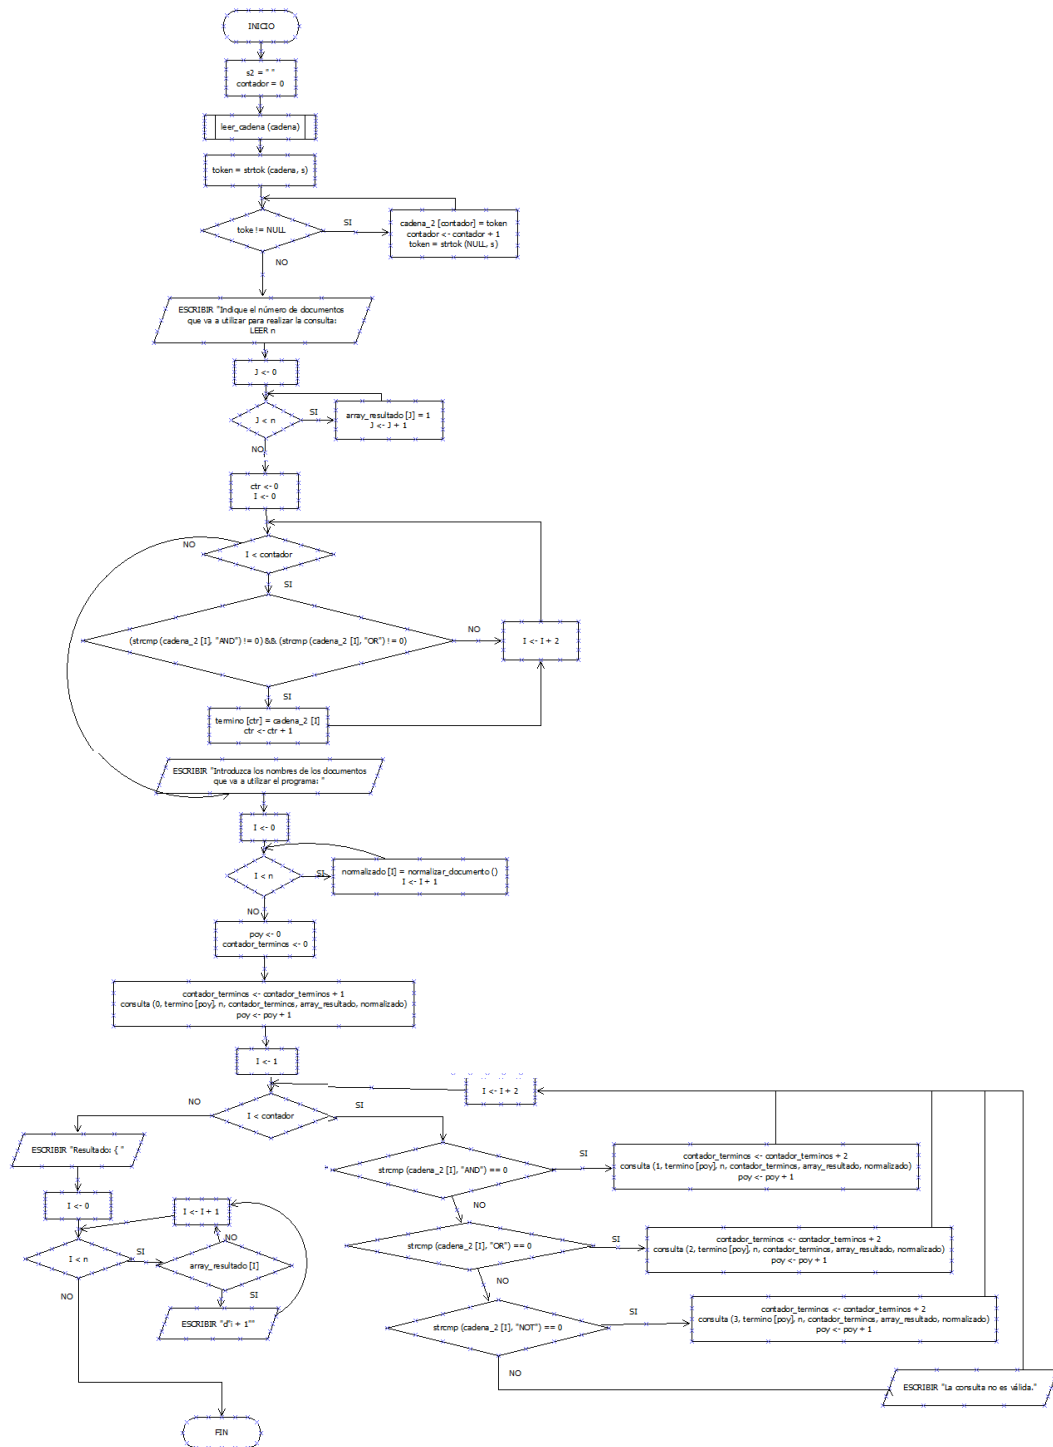 INICIO
s2 = " "
contador = 0
leer_cadena (cadena)
token = strtok (cadena, s)
toke != NULL
SI
cadena_2 [contador] = token
contador <- contador + 1
token = strtok (NULL, s)
NO
ESCRIBIR "Indique el número de documentos
que va a utilizar para realizar la consulta:
LEER n
J <- 0
J < n
SI
array_resultado [J] = 1
J <- J + 1
NO
ctr <- 0
I <- 0
NO
I < contador
SI
(strcmp (cadena_2 [I], "AND") != 0) && (strcmp (cadena_2 [I], "OR") != 0)
NO
I <- I + 2
SI
termino [ctr] = cadena_2 [I]
ctr <- ctr + 1
ESCRIBIR "Introduzca los nombres de los documentos
que va a utilizar el programa: "
I <- 0
I < n
SI
normalizado [I] = normalizar_documento ()
I <- I + 1
NO
poy <- 0
contador_terminos <- 0
contador_terminos <- contador_terminos + 1
consulta (0, termino [poy], n, contador_terminos, array_resultado, normalizado)
poy <- poy + 1
I <- 1
I <- I + 2
NO
I < contador
SI
ESCRIBIR "Resultado: { "
strcmp (cadena_2 [I], "AND") == 0
SI
contador_terminos <- contador_terminos + 2
consulta (1, termino [poy], n, contador_terminos, array_resultado, normalizado)
poy <- poy + 1
NO
I <- 0
I <- I + 1
NO
I < n
SI
array_resultado [I]
strcmp (cadena_2 [I], "OR") == 0
SI
contador_terminos <- contador_terminos + 2
consulta (2, termino [poy], n, contador_terminos, array_resultado, normalizado)
poy <- poy + 1
NO
NO
SI
ESCRIBIR "d"i + 1""
strcmp (cadena_2 [I], "NOT") == 0
SI
contador_terminos <- contador_terminos + 2
consulta (3, termino [poy], n, contador_terminos, array_resultado, normalizado)
poy <- poy + 1
NO
ESCRIBIR "La consulta no es válida."
FIN